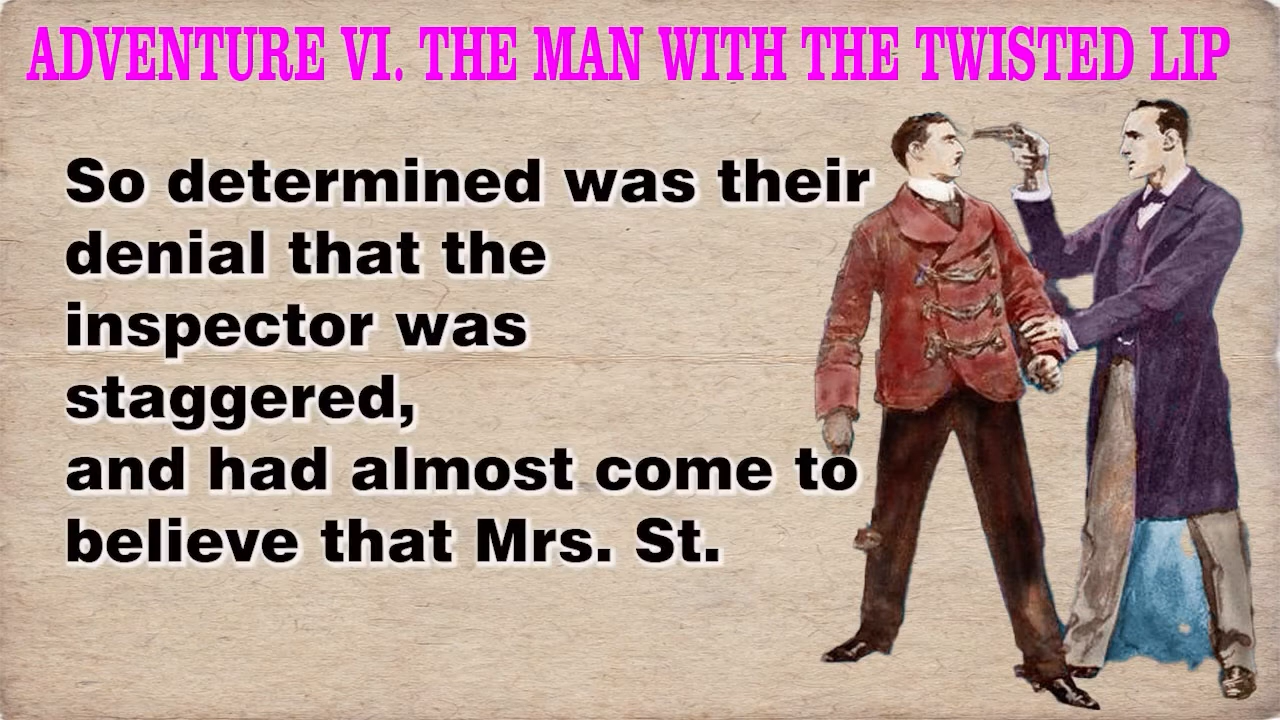 ADVENTURE VI. THE MAN WITH THE TWISTED LIP
So determined was their
denial that the
inspector was
staggered,
and had almost come to
believe that Mrs. St.